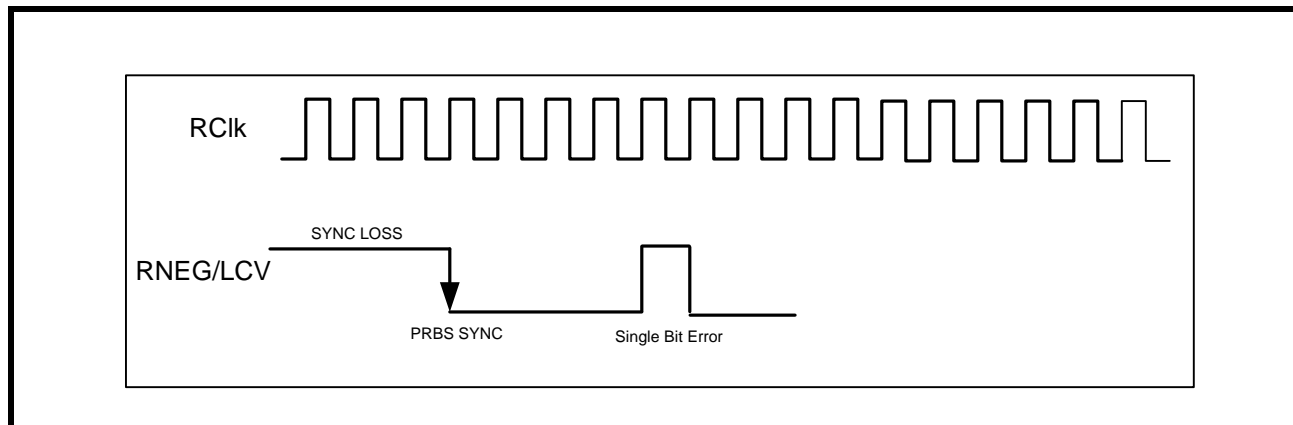 RClk
SYNC LOSS
RNEG/LCV
PRBS SYNC
Single Bit Error